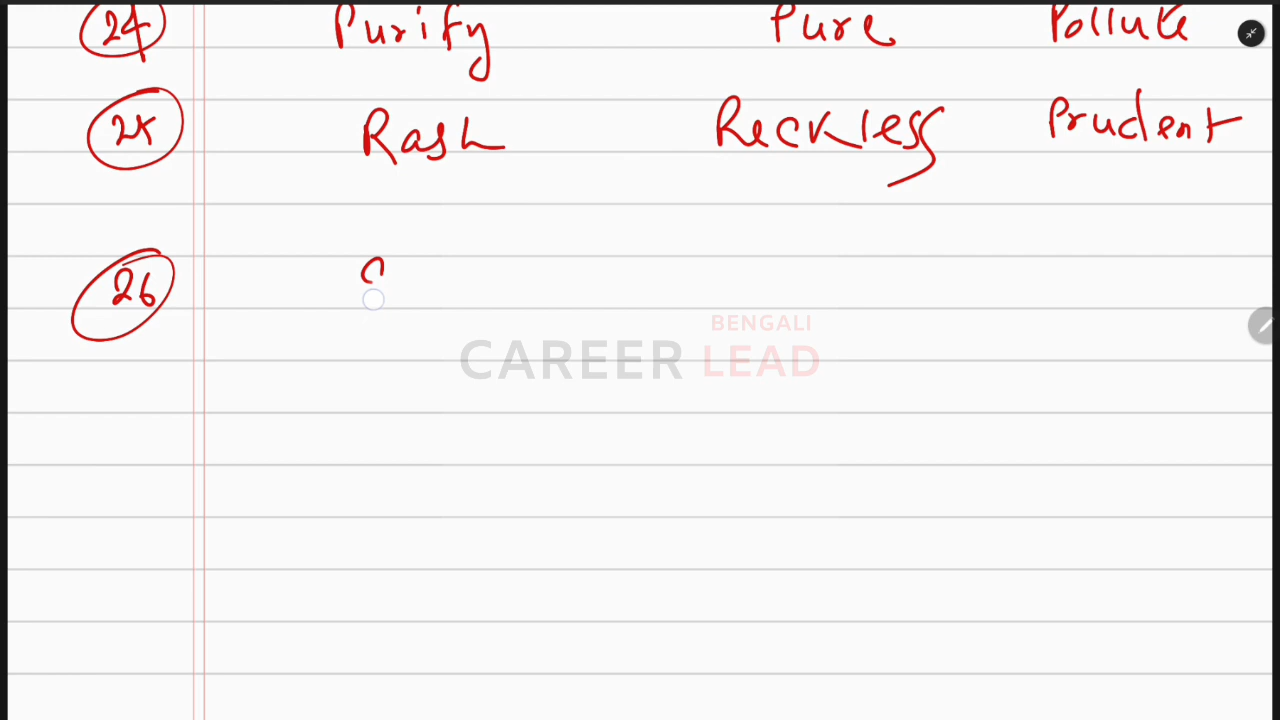 24 Purify Pure Pollute
25 Rash Reckless Prudent
26
BENGALI
CAREER LEAD